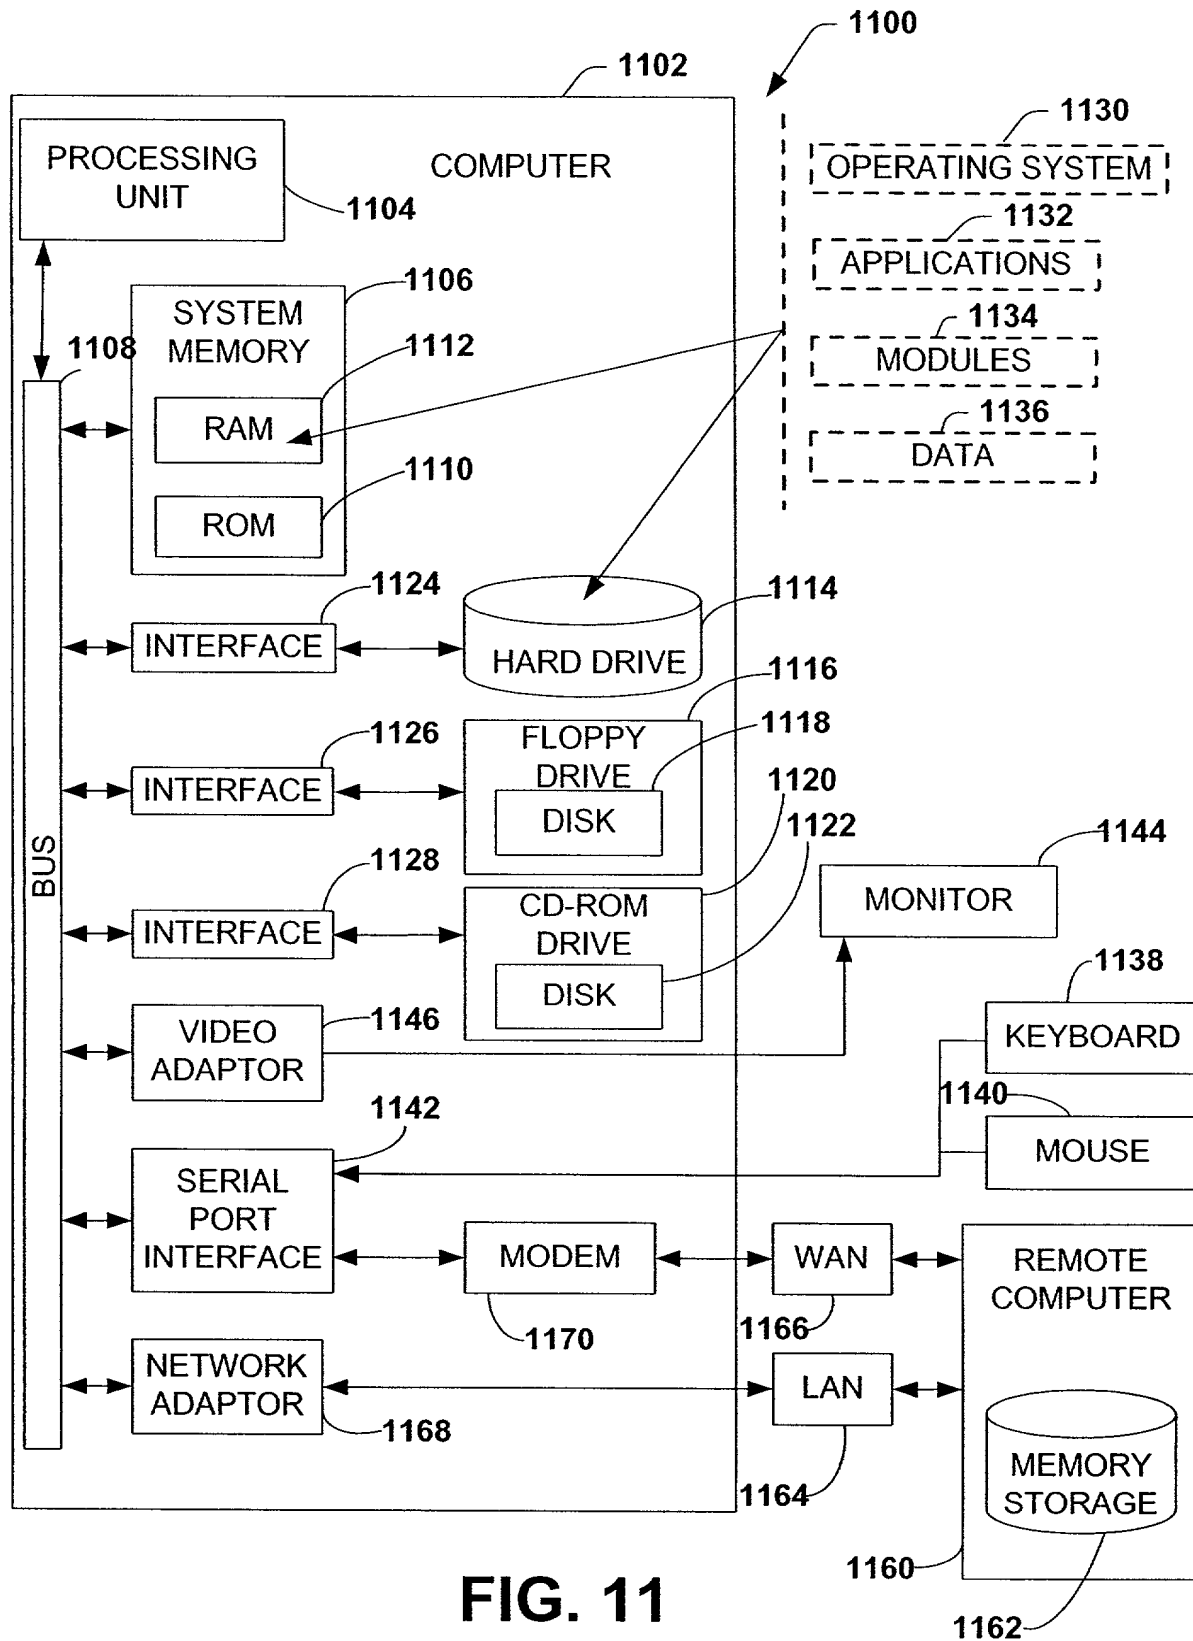 1100
1102
1130
PROCESSING
UNIT
COMPUTER
OPERATING SYSTEM
1104
1132
APPLICATIONS
1106
SYSTEM
MEMORY
1134
1108
1112
MODULES
RAM
1136
DATA
1110
ROM
1124
1114
INTERFACE
HARD DRIVE
1116
1126
1118
FLOPPY
DRIVE
INTERFACE
1120
DISK
1122
1144
BUS
1128
MONITOR
CD-ROM
DRIVE
INTERFACE
1138
DISK
1146
VIDEO
ADAPTOR
KEYBOARD
1142
1140
MOUSE
SERIAL
PORT
INTERFACE
MODEM
WAN
REMOTE
COMPUTER
1170
1166
NETWORK
ADAPTOR
LAN
1168
MEMORY
STORAGE
1164
1160
FIG. 11
1162